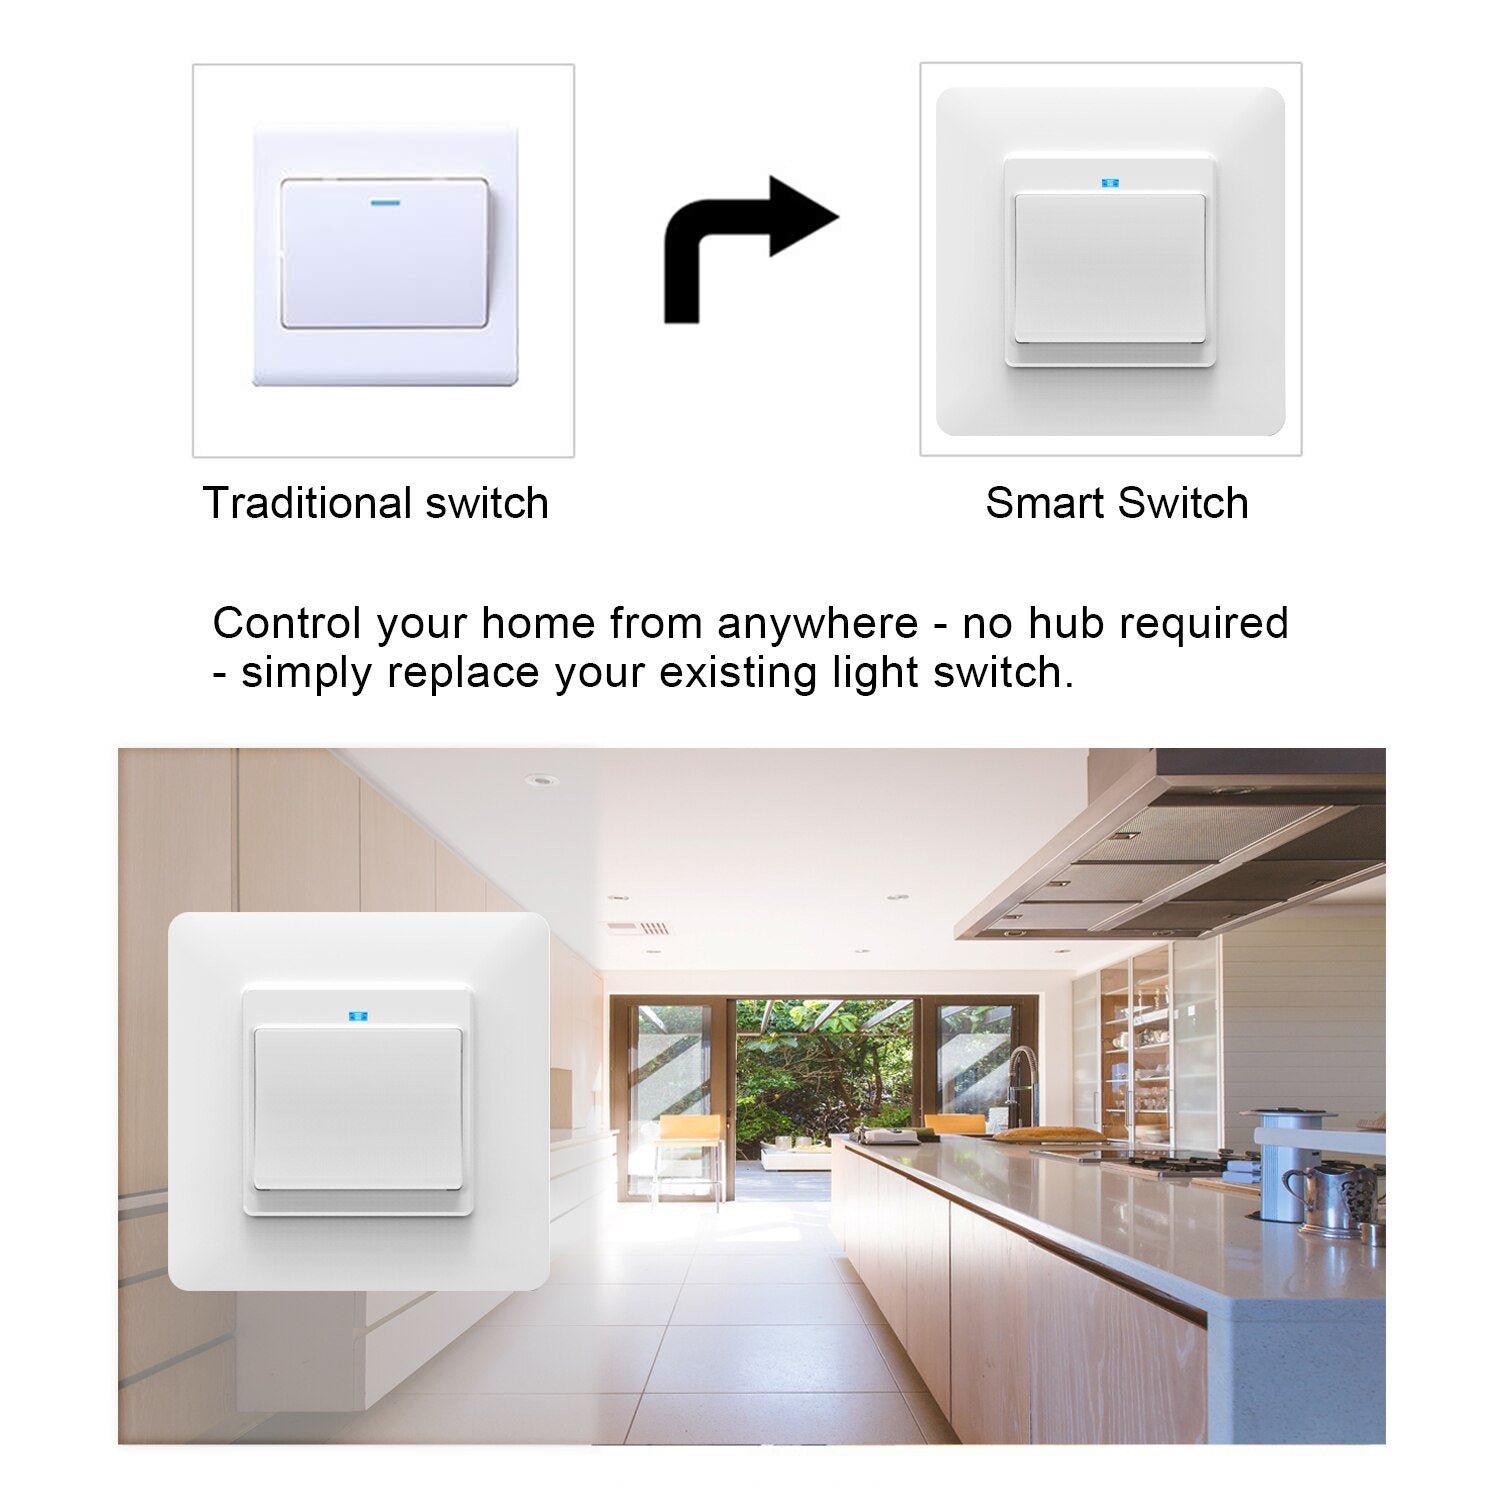 Traditional switch
Smart Switch
Control your home from anywhere - no hub required
- simply replace your existing light switch.